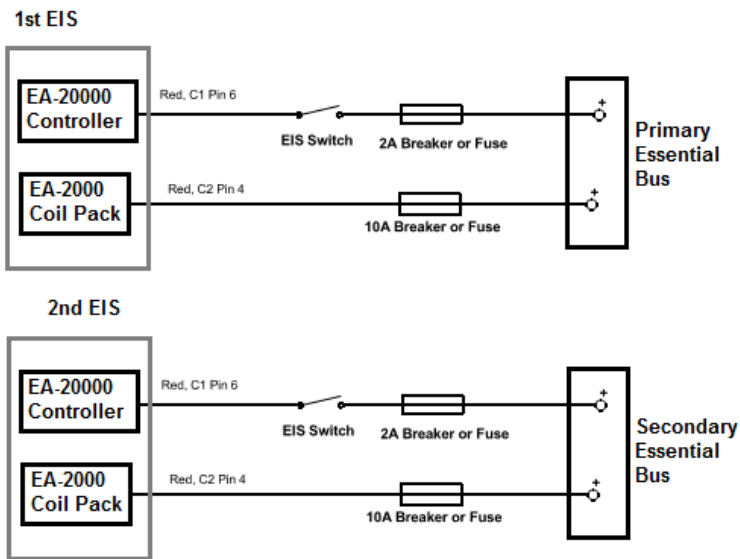 1st EIS
EA-20000
Controller
Red, C1 Pin 6
EIS Switch
2A Breaker or Fuse
+
Primary
Essential
Bus
EA-2000
Coil Pack
Red, C2 Pin 4
10A Breaker or Fuse
+
2nd EIS
EA-20000
Controller
Red, C1 Pin 6
EIS Switch
2A Breaker or Fuse
+
Secondary
Essential
Bus
EA-2000
Coil Pack
Red, C2 Pin 4
10A Breaker or Fuse
+